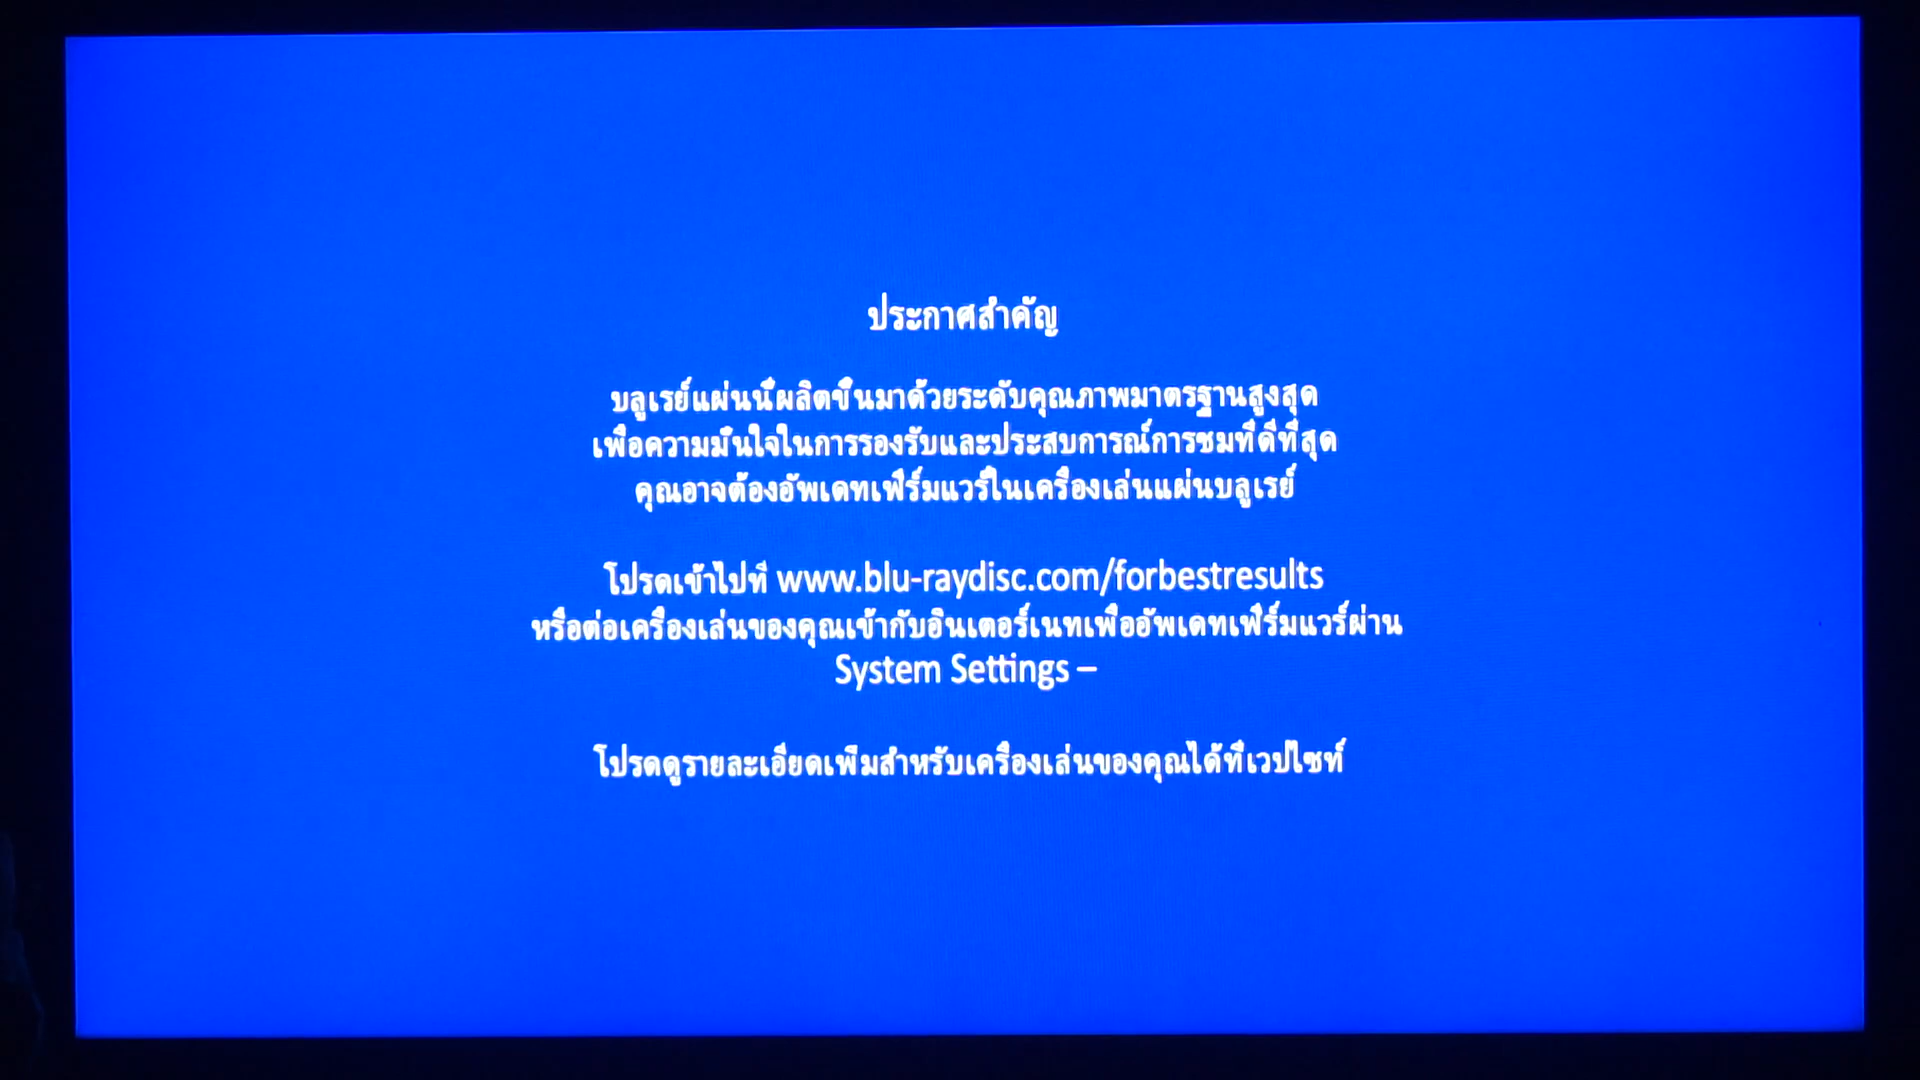 ประกาศสำคัญ
บลูเรย์แผ่นนี้ผลิตขึ้นมาด้วยระดับคุณภาพมาตรฐานสูงสุด
เพื่อความมั่นใจในการรองรับและประสบการณ์การชมที่ดีที่สุด
คุณอาจต้องอัพเดทเฟิร์มแวร์ในเครื่องเล่นแผ่นบลูเรย์
โปรดเข้าไปที่ www.blu-raydisc.com/forbestresults
หรือต่อเครื่องเล่นของคุณเข้ากับอินเตอร์เนทเพื่ออัพเดทเฟิร์มแวร์ผ่าน
System Settings –
โปรดดูรายละเอียดเพิ่มสำหรับเครื่องเล่นของคุณได้ที่เวปไซท์